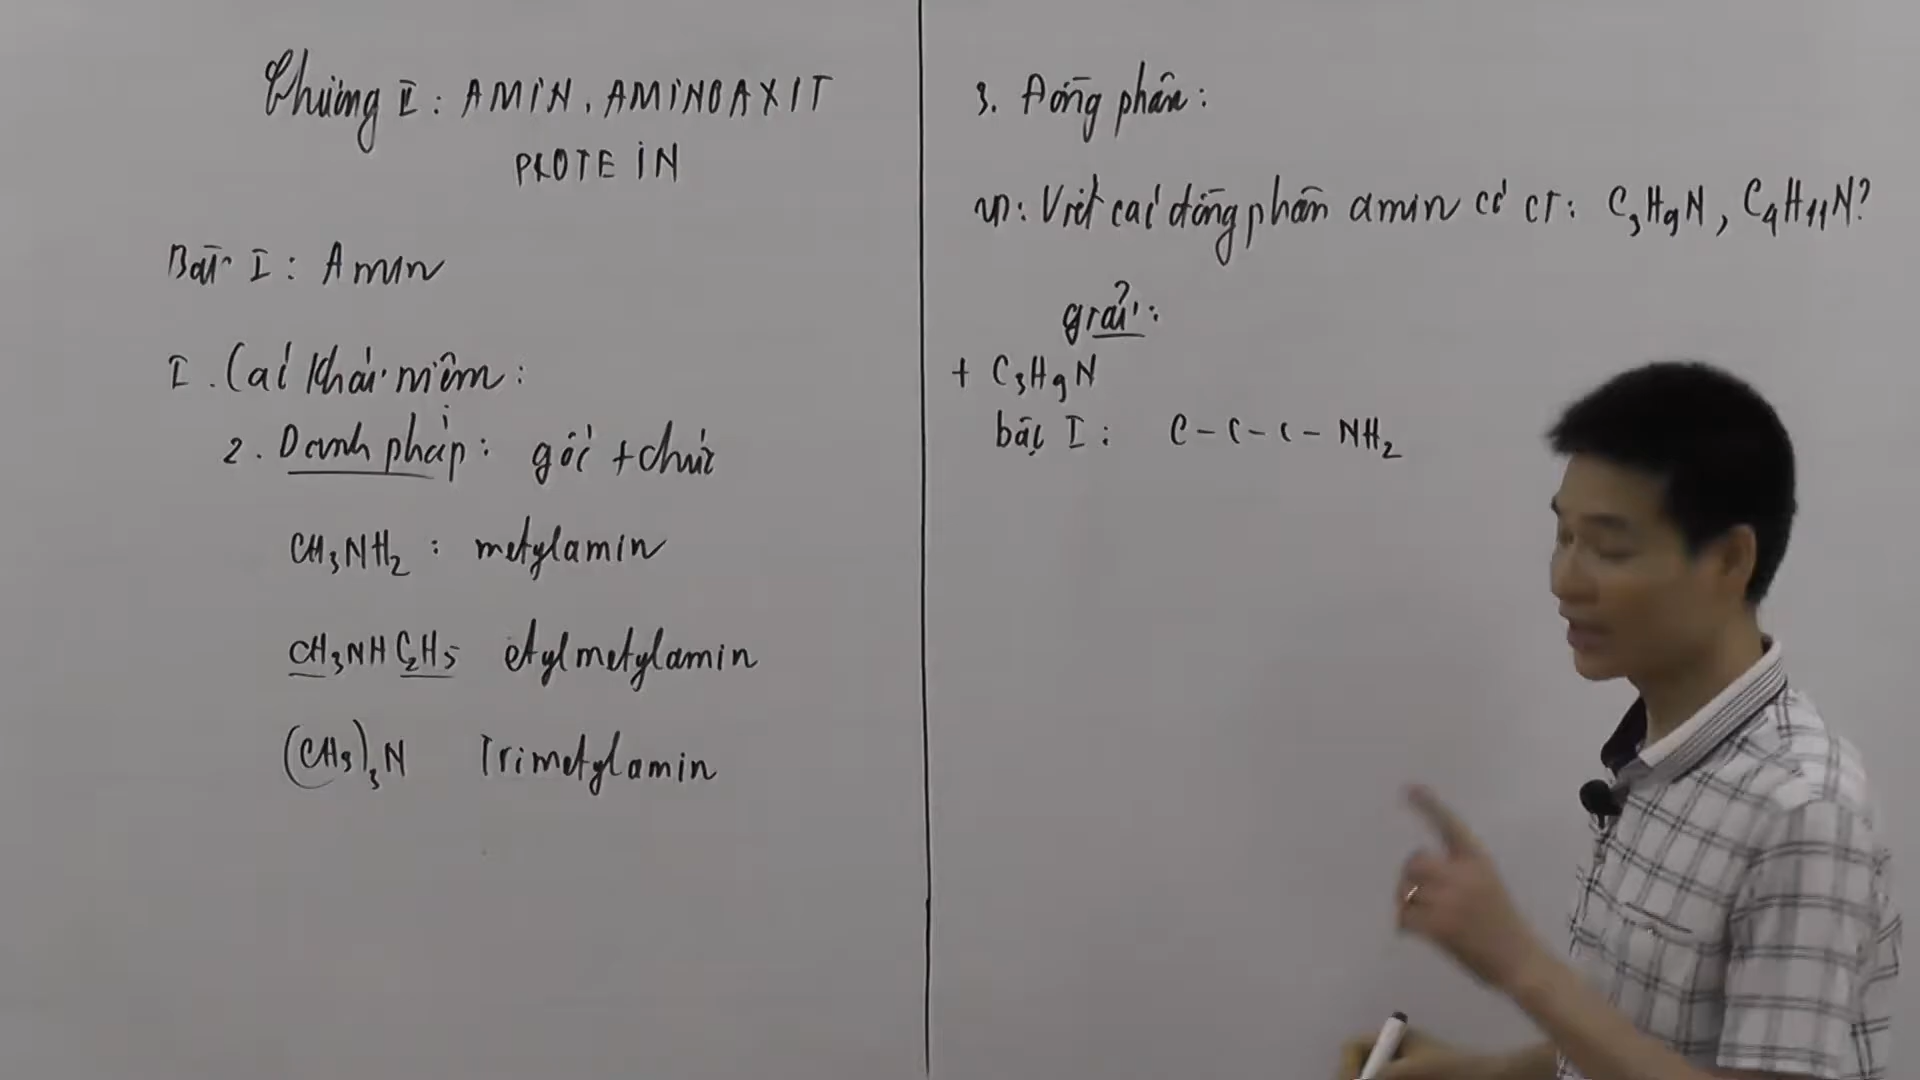 Chương II: AMIN, AMINOAXIT
PROTEIN
Bài I: Amin
I. Các khái niệm:
2. Danh pháp: gốc + chức
CH₃NH₂: metylamin
CH₃NHC₂H₅ etylmetylamin
(CH₃)₃N Trimetylamin
3. Đồng phân:
VD: Viết các đồng phân amin có CT: C₃H₉N, C₄H₁₁N?
giải:
+ C₃H₉N
bậc I: C-C-C-NH₂